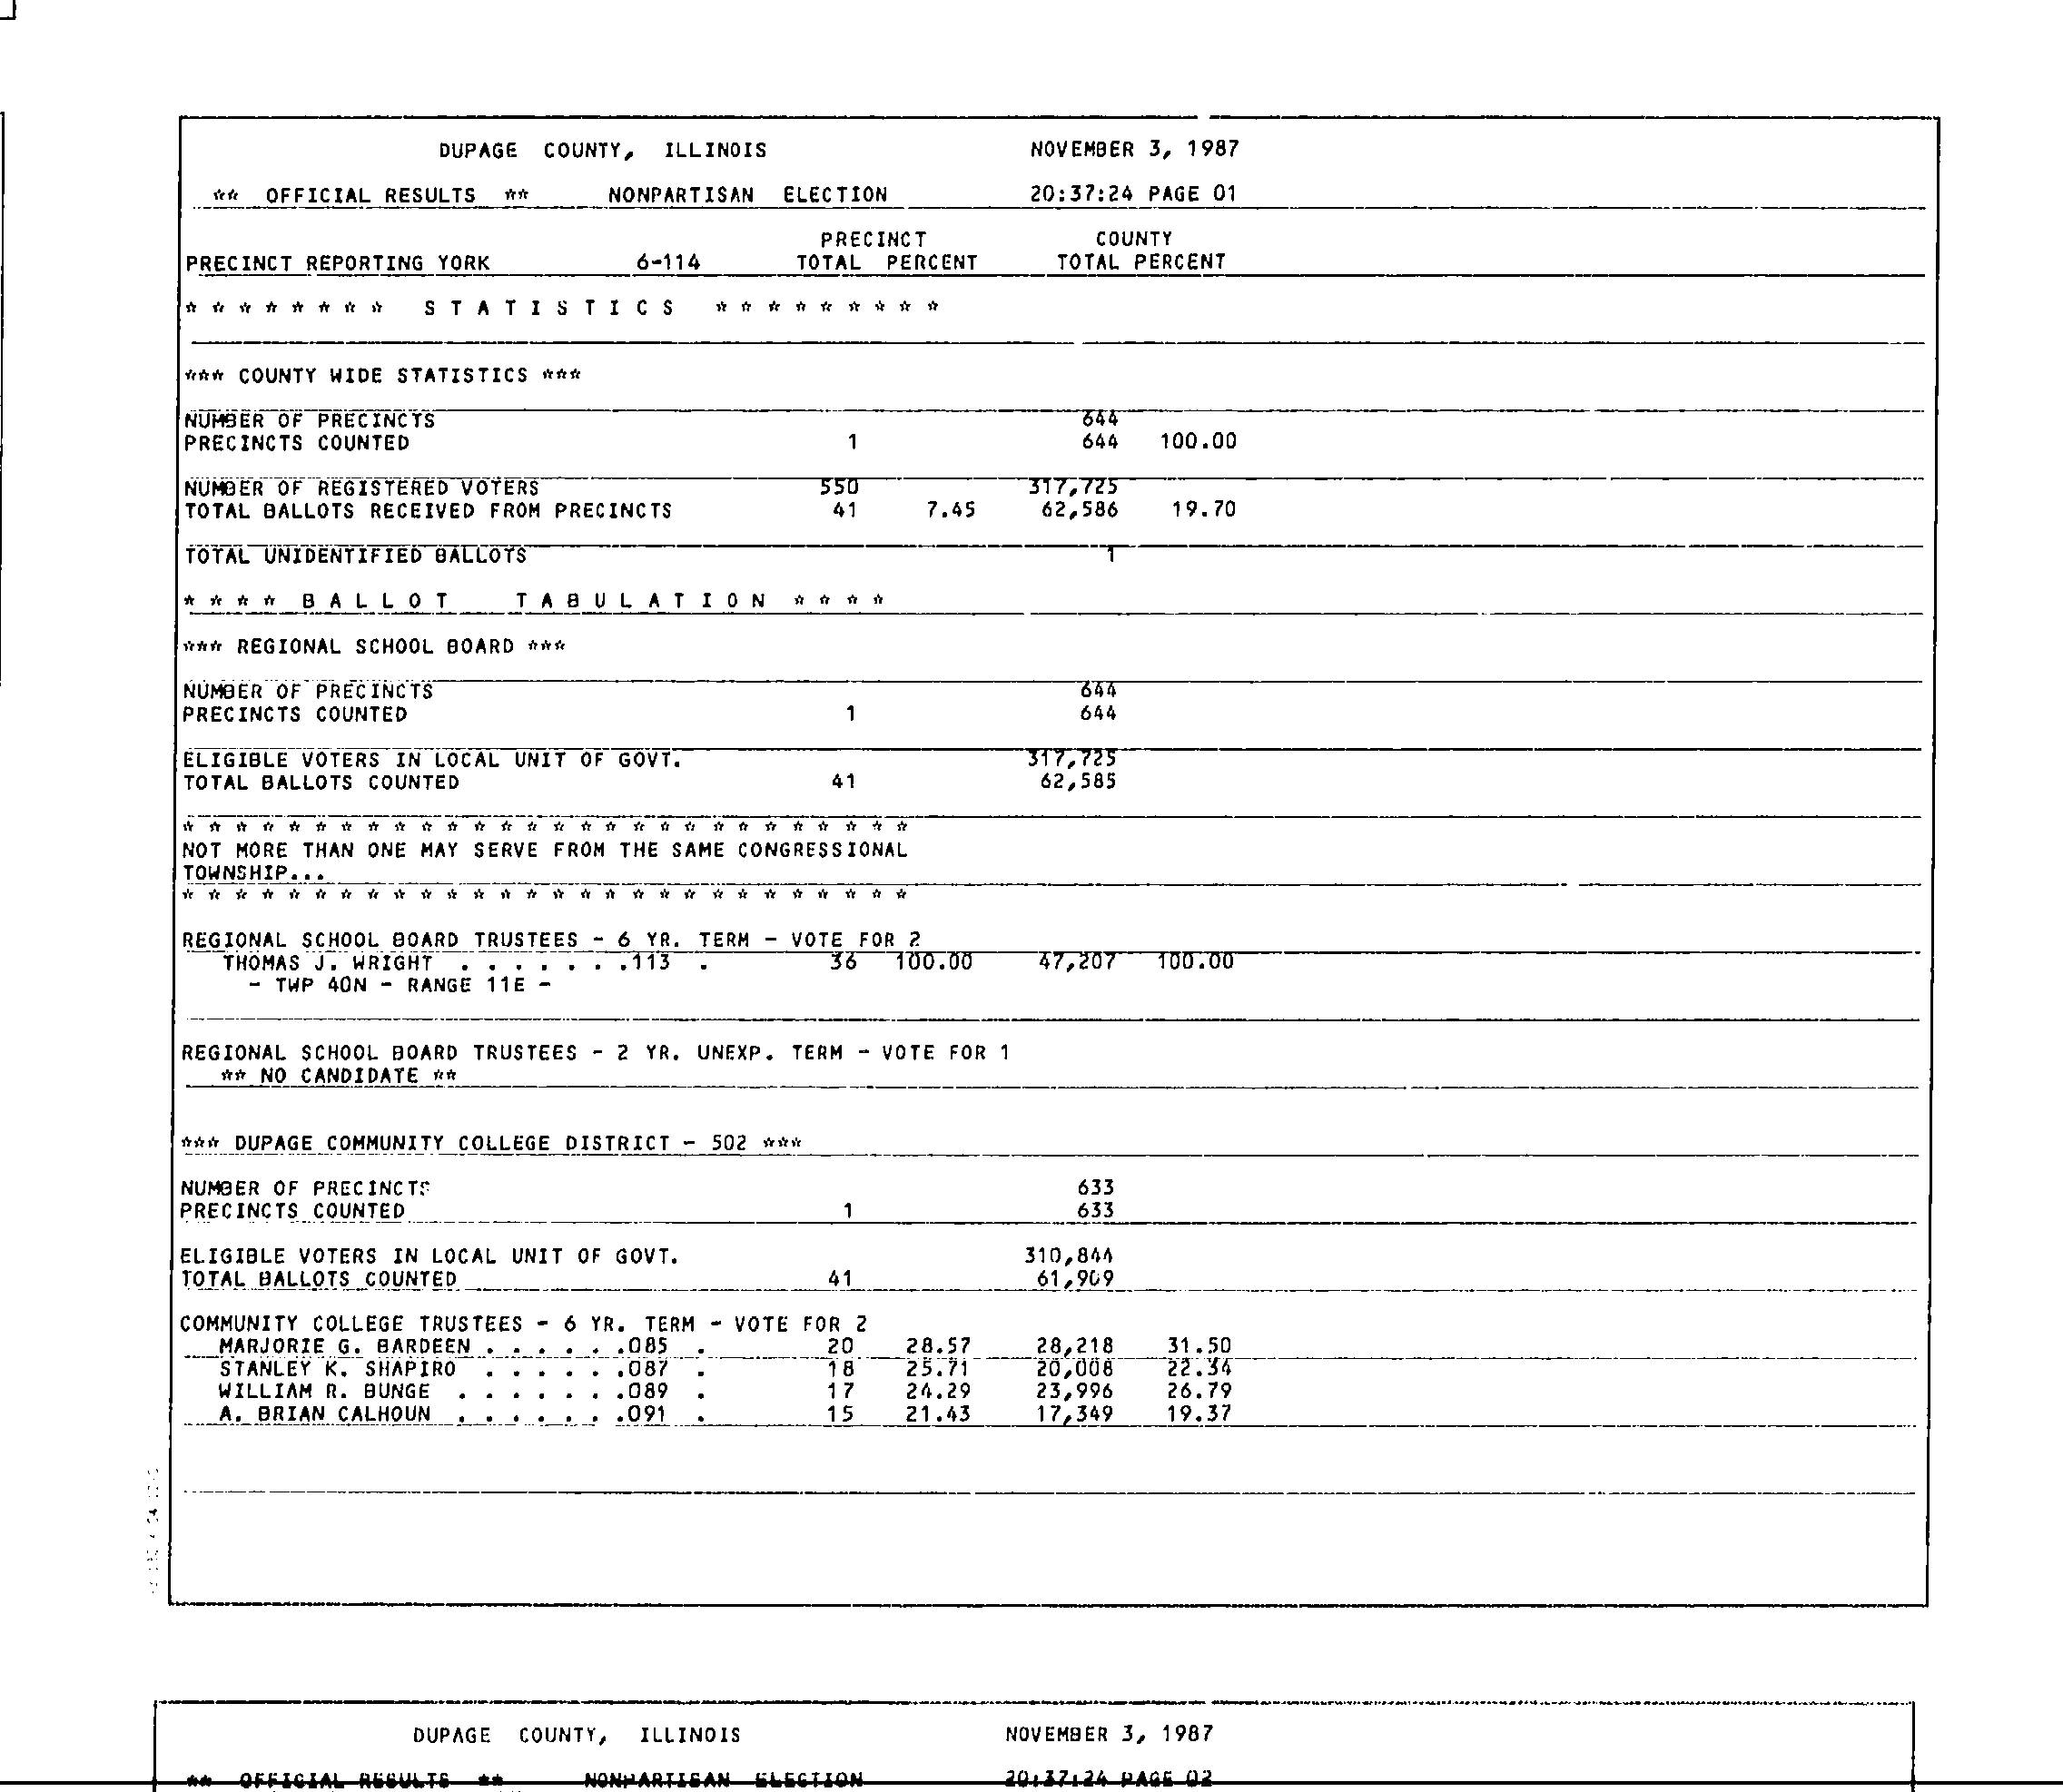 DUPAGE COUNTY, ILLINOIS NOVEMBER 3, 1987
** OFFICIAL RESULTS ** NONPARTISAN ELECTION 20:37:24 PAGE 01
PRECINCT COUNTY
PRECINCT REPORTING YORK 6-114 TOTAL PERCENT TOTAL PERCENT
* * * * * * * * S T A T I S T I C S * * * * * * * * *
*** COUNTY WIDE STATISTICS ***
NUMBER OF PRECINCTS 644
PRECINCTS COUNTED 1 644 100.00
NUMBER OF REGISTERED VOTERS 550 317,725
TOTAL BALLOTS RECEIVED FROM PRECINCTS 41 7.45 62,586 19.70
TOTAL UNIDENTIFIED BALLOTS 1
* * * * B A L L O T T A B U L A T I O N * * * *
*** REGIONAL SCHOOL BOARD ***
NUMBER OF PRECINCTS 644
PRECINCTS COUNTED 1 644
ELIGIBLE VOTERS IN LOCAL UNIT OF GOVT. 317,725
TOTAL BALLOTS COUNTED 41 62,585
* * * * * * * * * * * * * * * * * * * * * * * * * * * *
NOT MORE THAN ONE MAY SERVE FROM THE SAME CONGRESSIONAL
TOWNSHIP...
* * * * * * * * * * * * * * * * * * * * * * * * * * * *
REGIONAL SCHOOL BOARD TRUSTEES - 6 YR. TERM - VOTE FOR 2
THOMAS J. WRIGHT . . . . . . .113 . 36 100.00 47,207 100.00
- TWP 40N - RANGE 11E -
REGIONAL SCHOOL BOARD TRUSTEES - 2 YR. UNEXP. TERM - VOTE FOR 1
** NO CANDIDATE **
*** DUPAGE COMMUNITY COLLEGE DISTRICT - 502 ***
NUMBER OF PRECINCTS 633
PRECINCTS COUNTED 1 633
ELIGIBLE VOTERS IN LOCAL UNIT OF GOVT. 310,844
TOTAL BALLOTS COUNTED 41 61,909
COMMUNITY COLLEGE TRUSTEES - 6 YR. TERM - VOTE FOR 2
MARJORIE G. BARDEEN . . . . . .085 . 20 28.57 28,218 31.50
STANLEY K. SHAPIRO . . . . . .087 . 18 25.71 20,008 22.34
WILLIAM R. BUNGE . . . . . . .089 . 17 24.29 23,996 26.79
A. BRIAN CALHOUN . . . . . . .091 . 15 21.43 17,349 19.37
DUPAGE COUNTY, ILLINOIS NOVEMBER 3, 1987
** OFFICIAL RESULTS ** NONPARTISAN ELECTION 20:37:24 PAGE 02